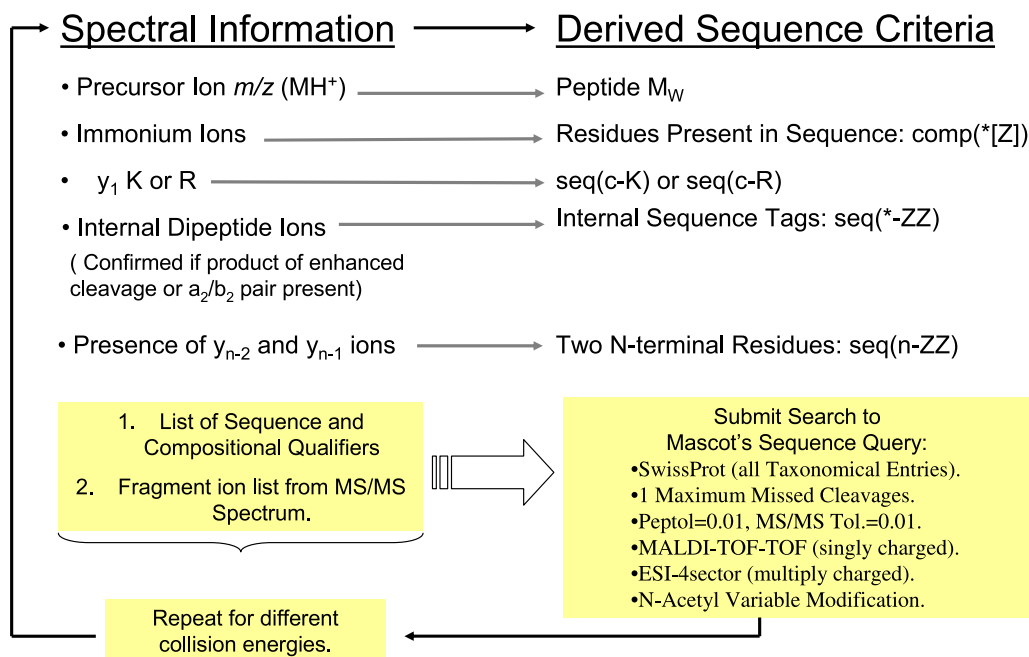 Spectral Information
Derived Sequence Criteria
• Precursor Ion m/z (MH+)
Peptide MW
• Immonium Ions
Residues Present in Sequence: comp(*[Z])
• y1 K or R
seq(c-K) or seq(c-R)
• Internal Dipeptide Ions
Internal Sequence Tags: seq(*-ZZ)
( Confirmed if product of enhanced
cleavage or a2/b2 pair present)
• Presence of yn-2 and yn-1 ions
Two N-terminal Residues: seq(n-ZZ)
1. List of Sequence and
Compositional Qualifiers
2. Fragment ion list from MS/MS
Spectrum.
Submit Search to
Mascot's Sequence Query:
•SwissProt (all Taxonomical Entries).
•1 Maximum Missed Cleavages.
•Peptol=0.01, MS/MS Tol.=0.01.
•MALDI-TOF-TOF (singly charged).
•ESI-4sector (multiply charged).
•N-Acetyl Variable Modification.
Repeat for different
collision energies.